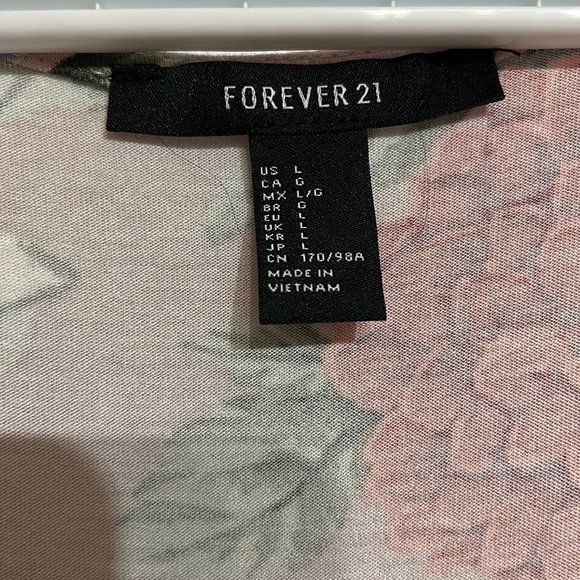 FOREVER 21
US L
CA G
MX L/G
BR G
EU L
UK L
KR L
JP L
CN 170/98A
MADE IN
VIETNAM